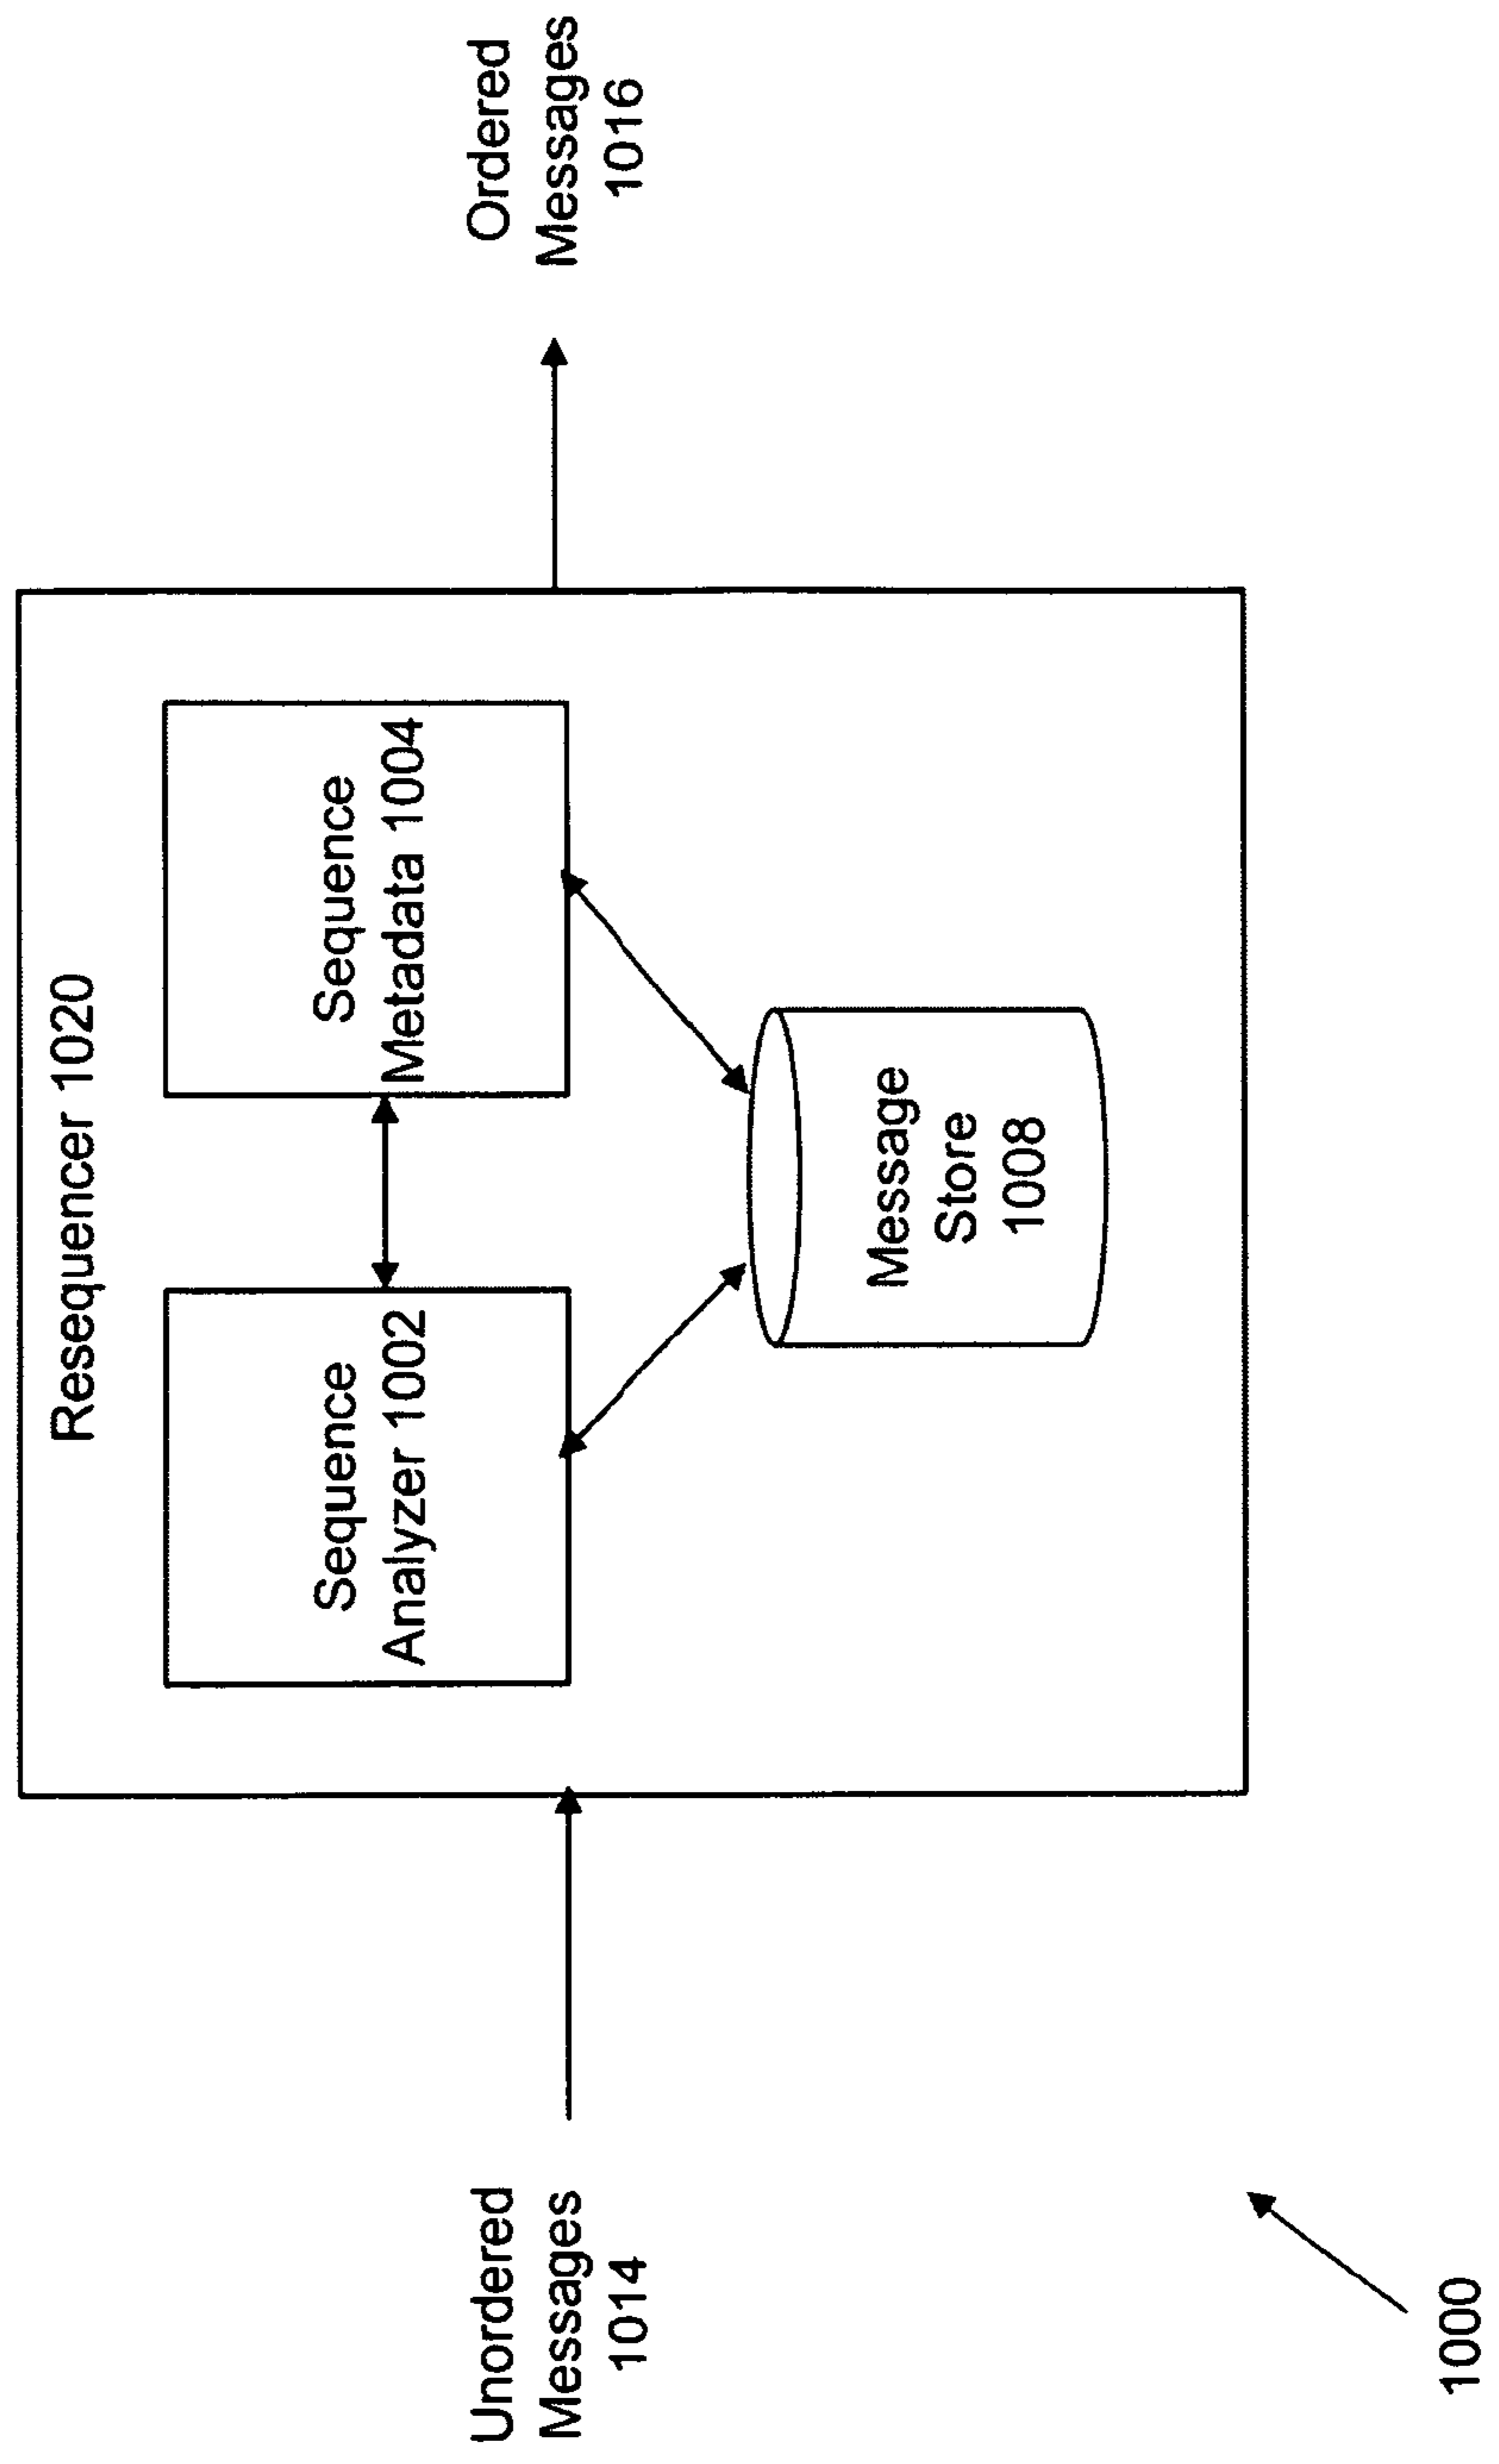 Resequencer 1020
Sequence
Analyzer 1002
Sequence
Metadata 1004
Message
Store
1008
Unordered
Messages
1014
Ordered
Messages
1016
1000